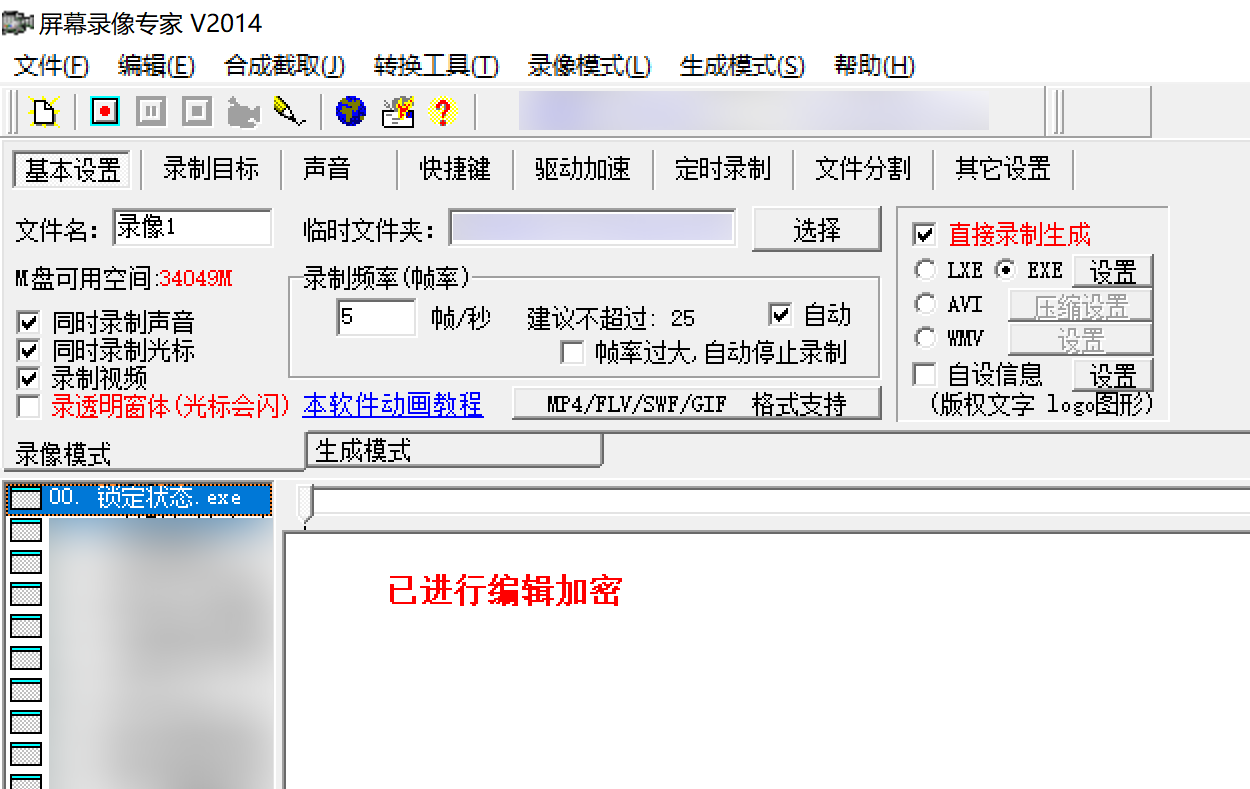 屏幕录像专家 V2014
文件(F) 编辑(E) 合成截取(J) 转换工具(T) 录像模式(L) 生成模式(S) 帮助(H)
基本设置 录制目标 声音 快捷键 驱动加速 定时录制 文件分割 其它设置
文件名: 录像1 临时文件夹: 选择
直接录制生成
M盘可用空间:34049M
录制频率(帧率)
LXE EXE 设置
5 帧/秒 建议不超过: 25 自动
AVI 压缩设置
同时录制声音
WMV 设置
同时录制光标
帧率过大,自动停止录制
录制视频
自设信息 设置
录透明窗体(光标会闪)
本软件动画教程
MP4/FLV/SWF/GIF 格式支持
(版权文字 logo图形)
录像模式 生成模式
00. 锁定状态.exe
已进行编辑加密